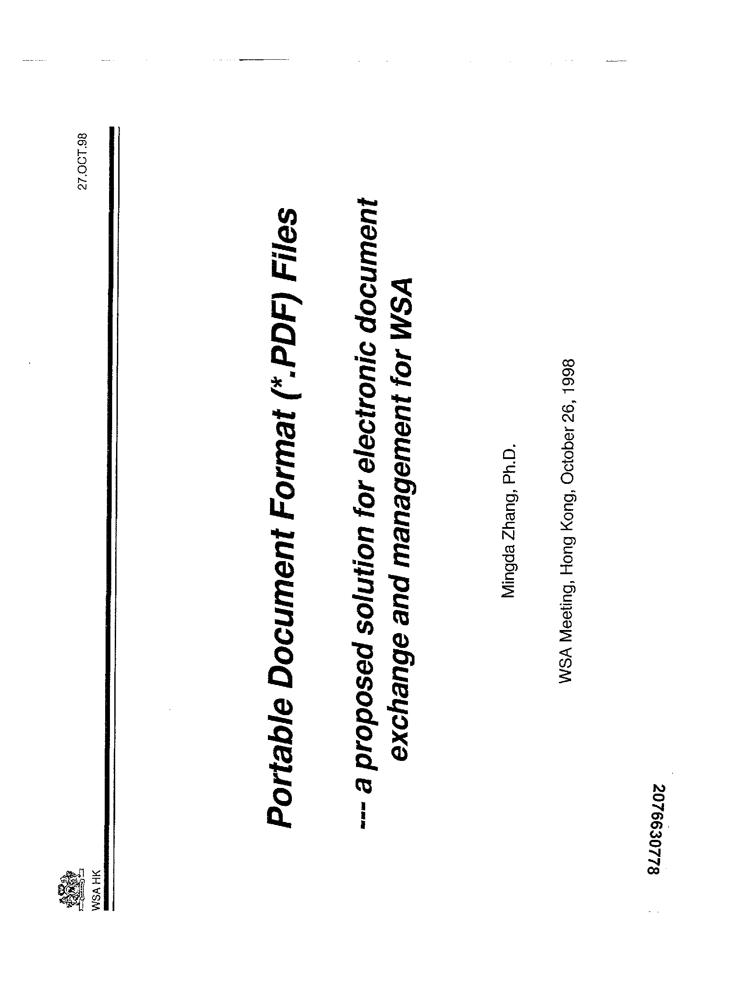 WSA HK
27.OCT.98
Portable Document Format (*.PDF) Files
--- a proposed solution for electronic document
exchange and management for WSA
Mingda Zhang, Ph.D.
WSA Meeting, Hong Kong, October 26, 1998
2076630778